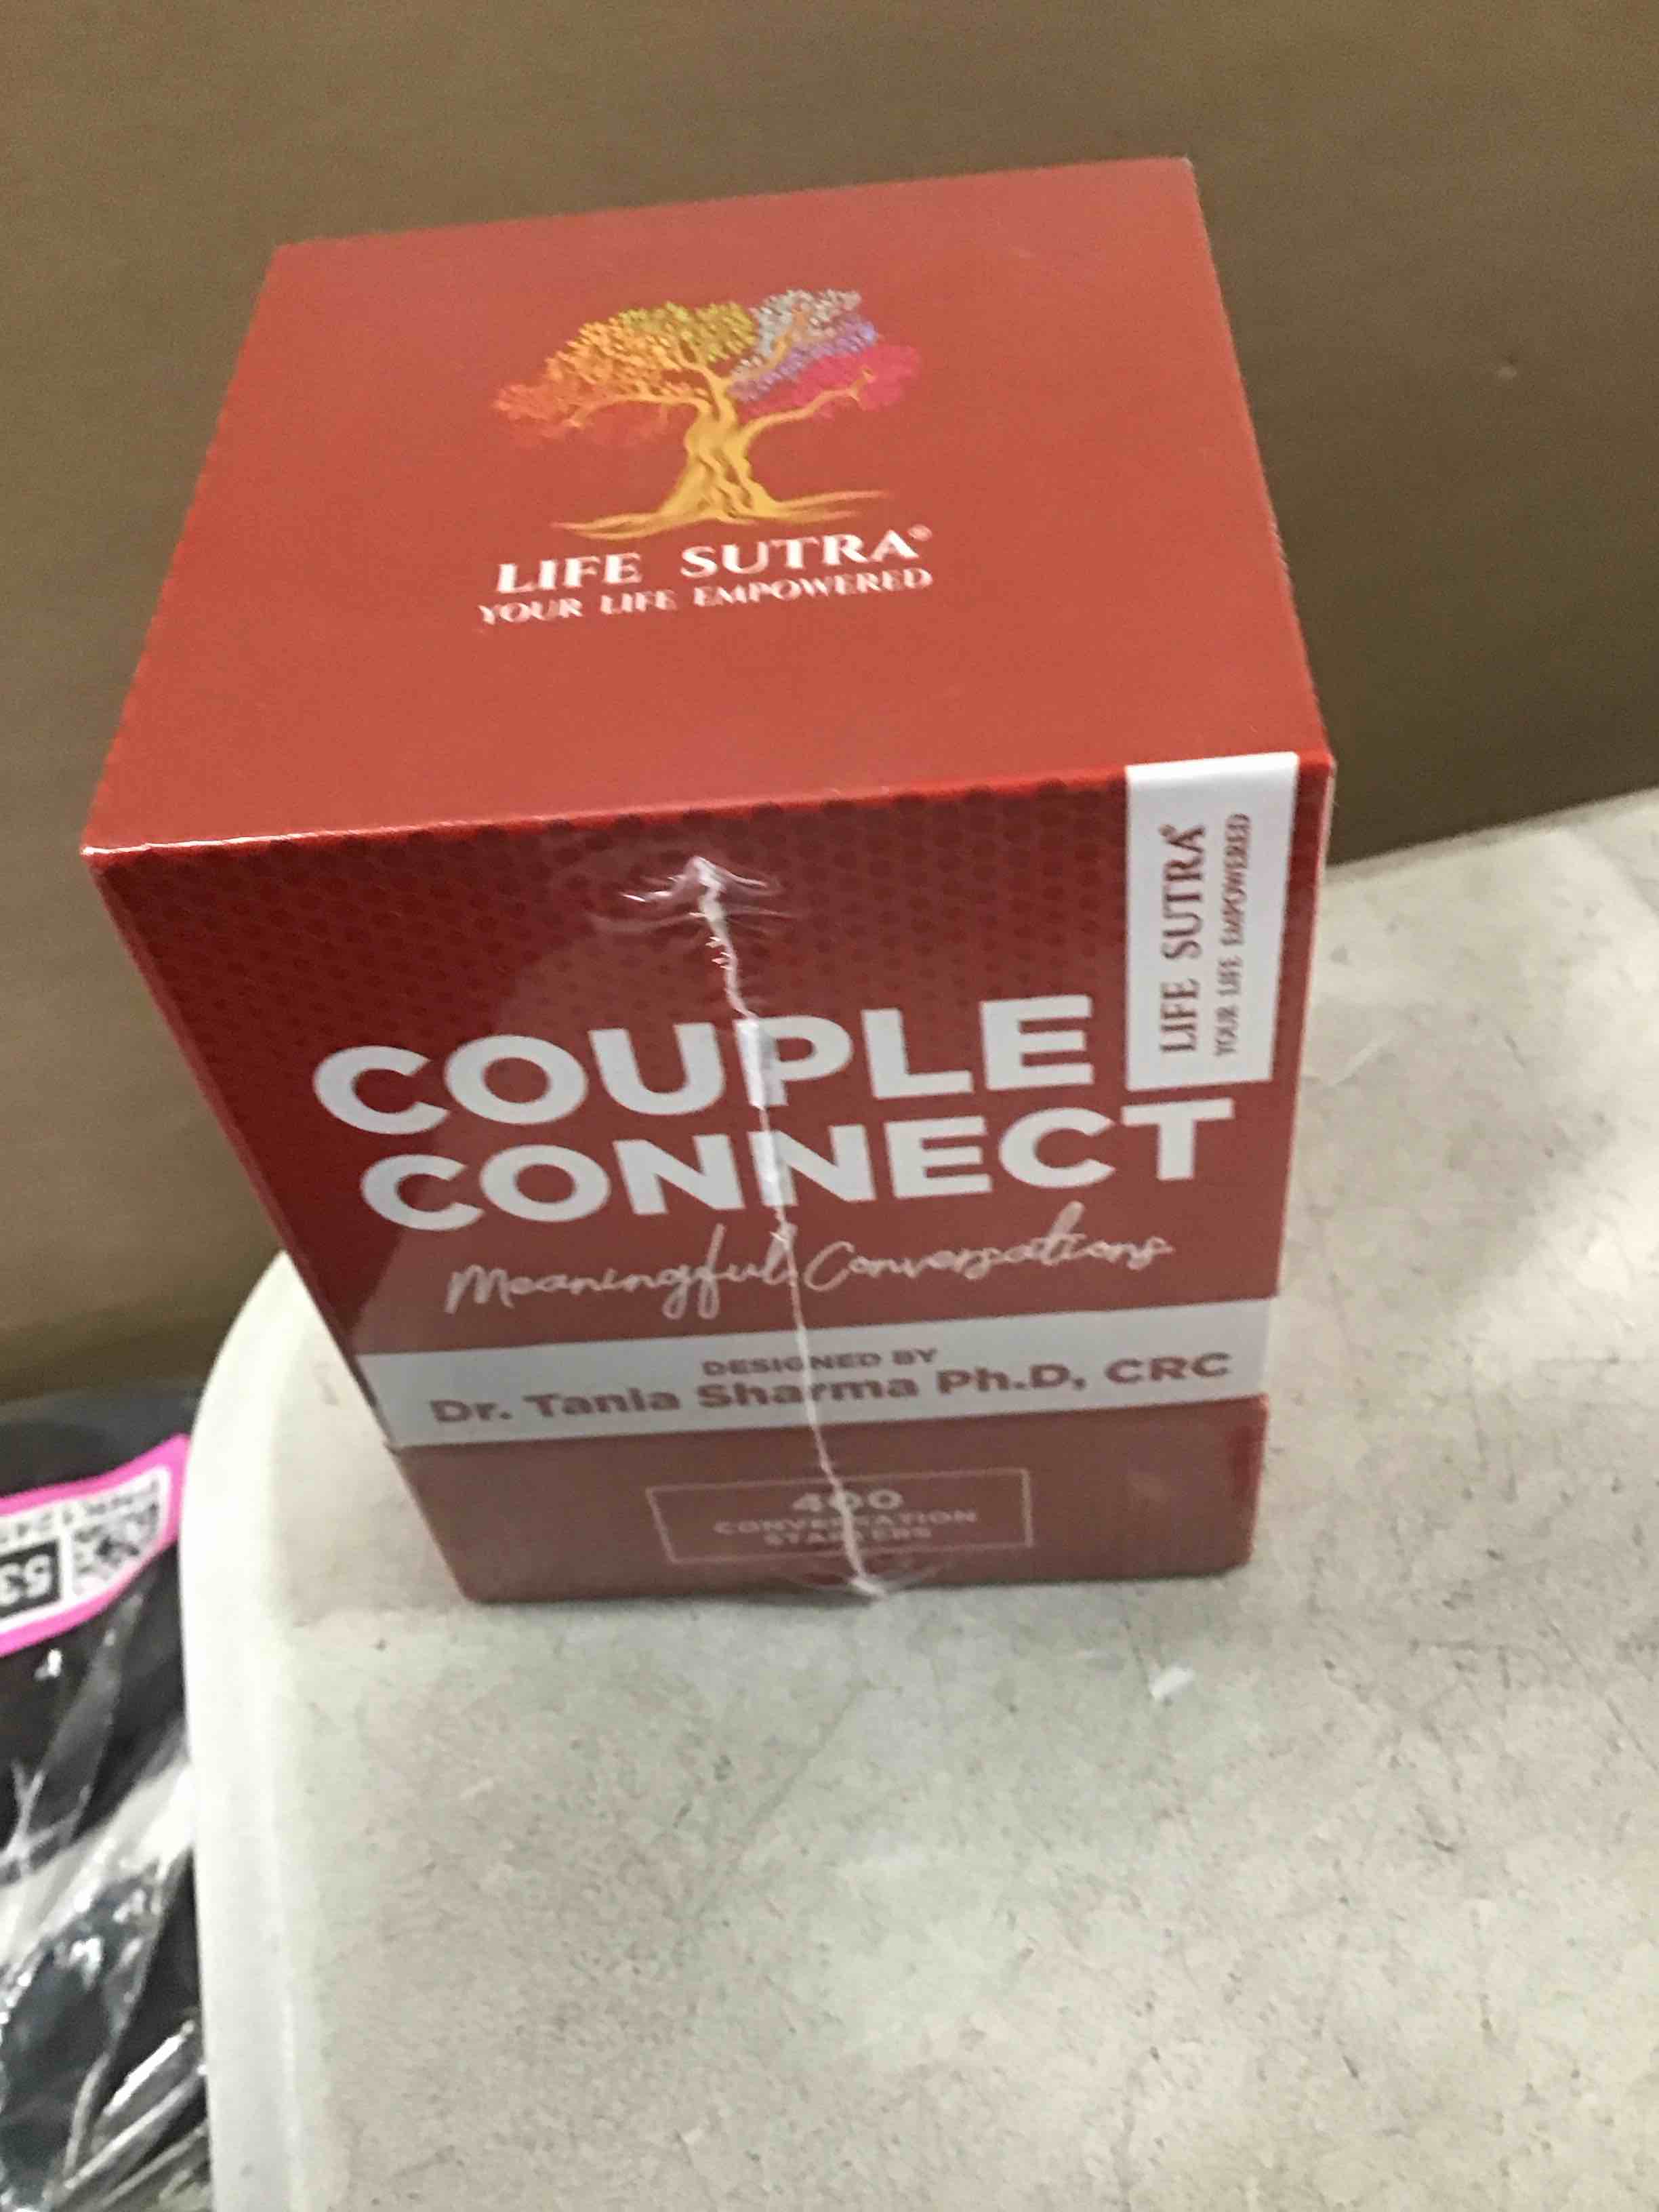 LIFE SUTRA®
YOUR LIFE EMPOWERED
LIFE SUTRA®
YOUR LIFE EMPOWERED
COUPLE
CONNECT
Meaningful Conversations
DESIGNED BY
Dr. Tania Sharma Ph.D, CRC
400
CONVERSATION
STARTERS
53